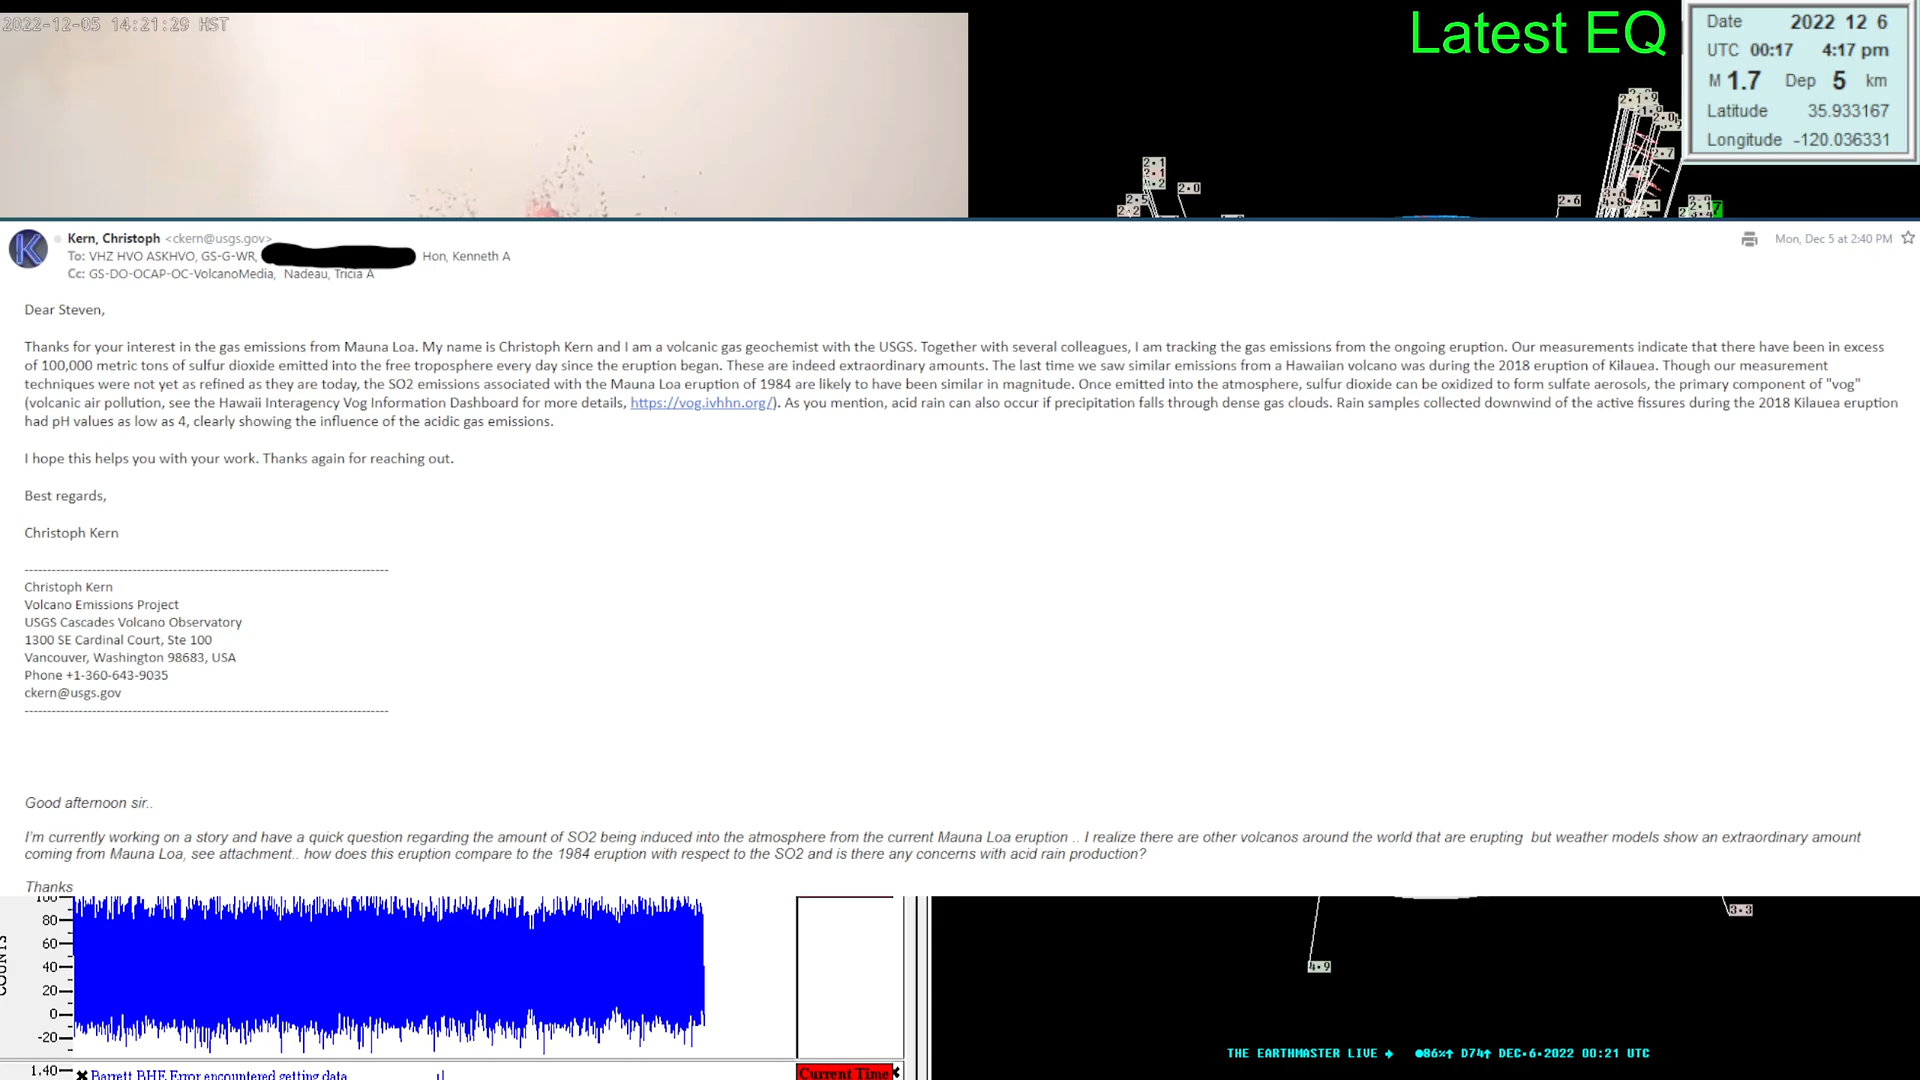 2022-12-05 14:21:29 HST
Latest EQ
Date 2022 12 6
UTC 00:17 4:17 pm
M 1.7 Dep 5 km
Latitude 35.933167
Longitude -120.036331
2.1
2.1
2.0
2.7
2.6
Kern, Christoph <ckern@usgs.gov>
Mon, Dec 5 at 2:40 PM
To: VHZ HVO ASKHVO, GS-G-WR, Hon, Kenneth A
Cc: GS-DO-OCAP-OC-VolcanoMedia, Nadeau, Tricia A
Dear Steven,
Thanks for your interest in the gas emissions from Mauna Loa. My name is Christoph Kern and I am a volcanic gas geochemist with the USGS. Together with several colleagues, I am tracking the gas emissions from the ongoing eruption. Our measurements indicate that there have been in excess
of 100,000 metric tons of sulfur dioxide emitted into the free troposphere every day since the eruption began. These are indeed extraordinary amounts. The last time we saw similar emissions from a Hawaiian volcano was during the 2018 eruption of Kilauea. Though our measurement
techniques were not yet as refined as they are today, the SO2 emissions associated with the Mauna Loa eruption of 1984 are likely to have been similar in magnitude. Once emitted into the atmosphere, sulfur dioxide can be oxidized to form sulfate aerosols, the primary component of "vog"
(volcanic air pollution, see the Hawaii Interagency Vog Information Dashboard for more details, https://vog.ivhhn.org/). As you mention, acid rain can also occur if precipitation falls through dense gas clouds. Rain samples collected downwind of the active fissures during the 2018 Kilauea eruption
had pH values as low as 4, clearly showing the influence of the acidic gas emissions.
I hope this helps you with your work. Thanks again for reaching out.
Best regards,
Christoph Kern
Christoph Kern
Volcano Emissions Project
USGS Cascades Volcano Observatory
1300 SE Cardinal Court, Ste 100
Vancouver, Washington 98683, USA
Phone +1-360-643-9035
ckern@usgs.gov
Good afternoon sir..
I'm currently working on a story and have a quick question regarding the amount of SO2 being induced into the atmosphere from the current Mauna Loa eruption .. I realize there are other volcanos around the world that are erupting but weather models show an extraordinary amount
coming from Mauna Loa, see attachment.. how does this eruption compare to the 1984 eruption with respect to the SO2 and is there any concerns with acid rain production?
Thanks
100
80
60
40
20
0
-20
COUNTS
3.3
4.9
THE EARTHMASTER LIVE → ●86%↑ D74↑ DEC•6•2022 00:21 UTC
1.40
Barrett BHE Error encountered getting data
Current Time